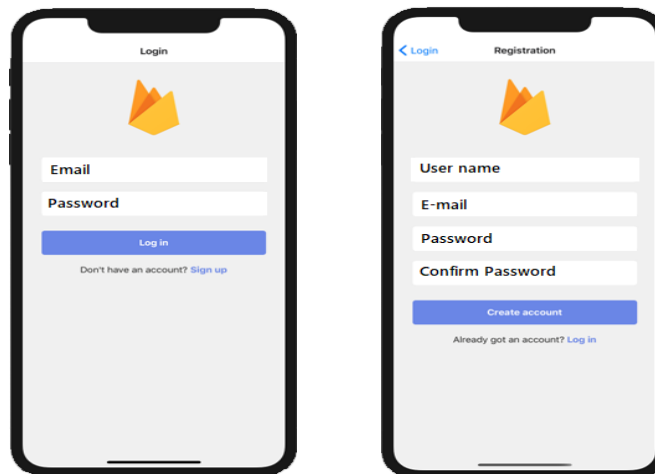 Login
Email
Password
Log in
Don't have an account? Sign up
Login
Registration
User name
E-mail
Password
Confirm Password
Create account
Already got an account? Log in